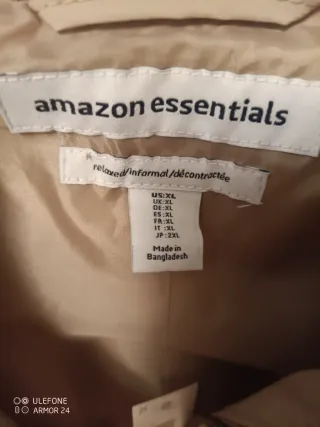 amazon essentials
relaxed/informal/décontractée
US:XL
UK:XL
DE:XL
ES:XL
FR:XL
IT :XL
JP:2XL
Made in
Bangladesh
ULEFONE
ARMOR 24